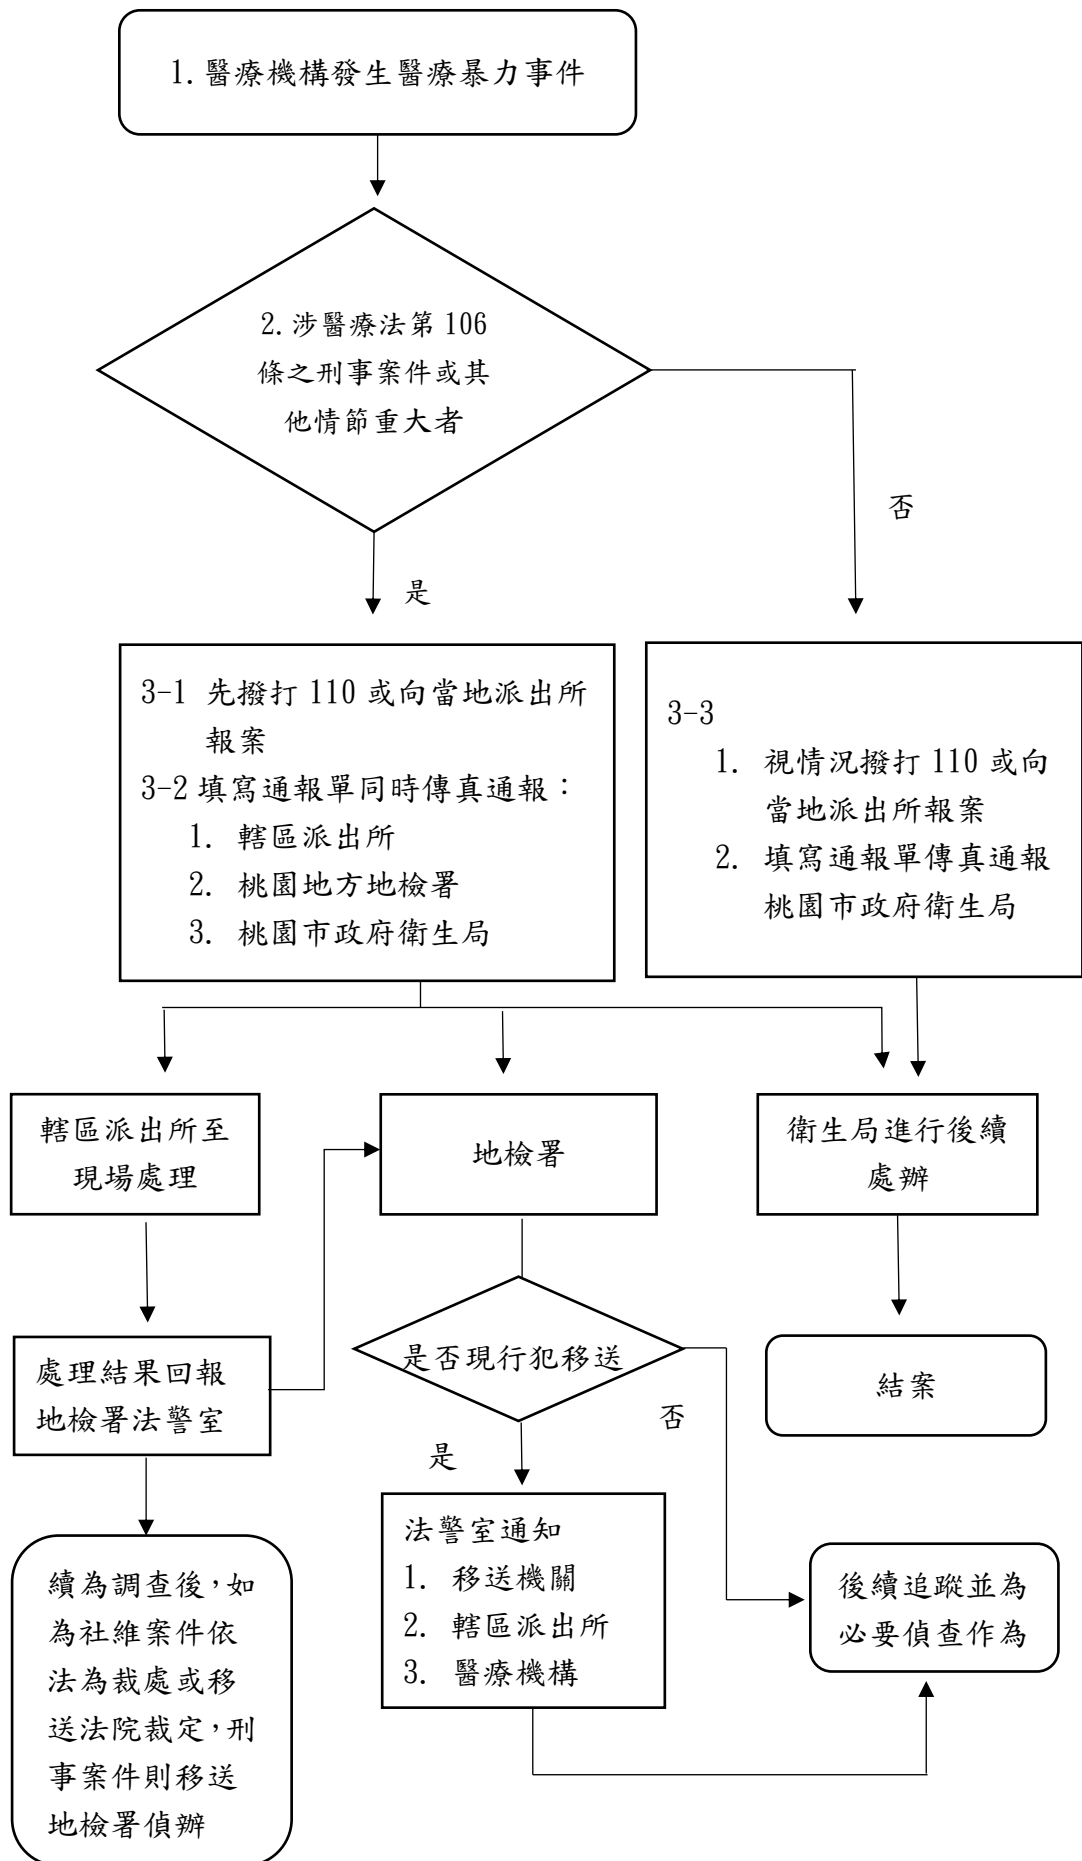 1.醫療機構發生醫療暴力事件
2.涉醫療法第 106
條之刑事案件或其
他情節重大者
否
是
3-1 先撥打 110 或向當地派出所
報案
3-2 填寫通報單同時傳真通報：
1. 轄區派出所
2. 桃園地方地檢署
3. 桃園市政府衛生局
3-3
1. 視情況撥打 110 或向
當地派出所報案
2. 填寫通報單傳真通報
桃園市政府衛生局
轄區派出所至
現場處理
地檢署
衛生局進行後續
處辦
處理結果回報
地檢署法警室
是否現行犯移送
結案
否
是
法警室通知
1. 移送機關
2. 轄區派出所
3. 醫療機構
後續追蹤並為
必要偵查作為
續為調查後，如
為社維案件依
法為裁處或移
送法院裁定，刑
事案件則移送
地檢署偵辦